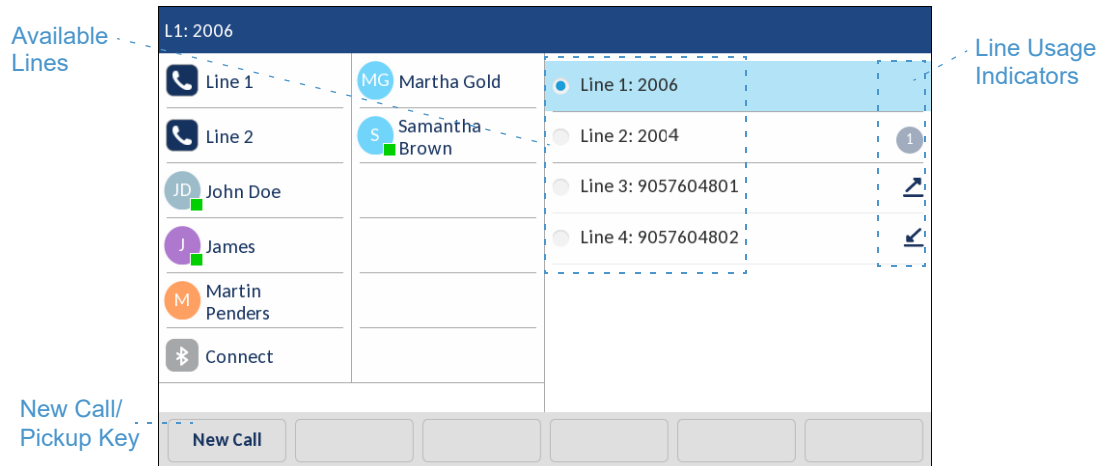 Available
Lines
Line Usage
Indicators
New Call/
Pickup Key
L1: 2006
Line 1
Line 2
JD John Doe
J James
M Martin
Penders
Connect
MG Martha Gold
S Samantha
Brown
Line 1: 2006
Line 2: 2004
1
Line 3: 9057604801
Line 4: 9057604802
New Call